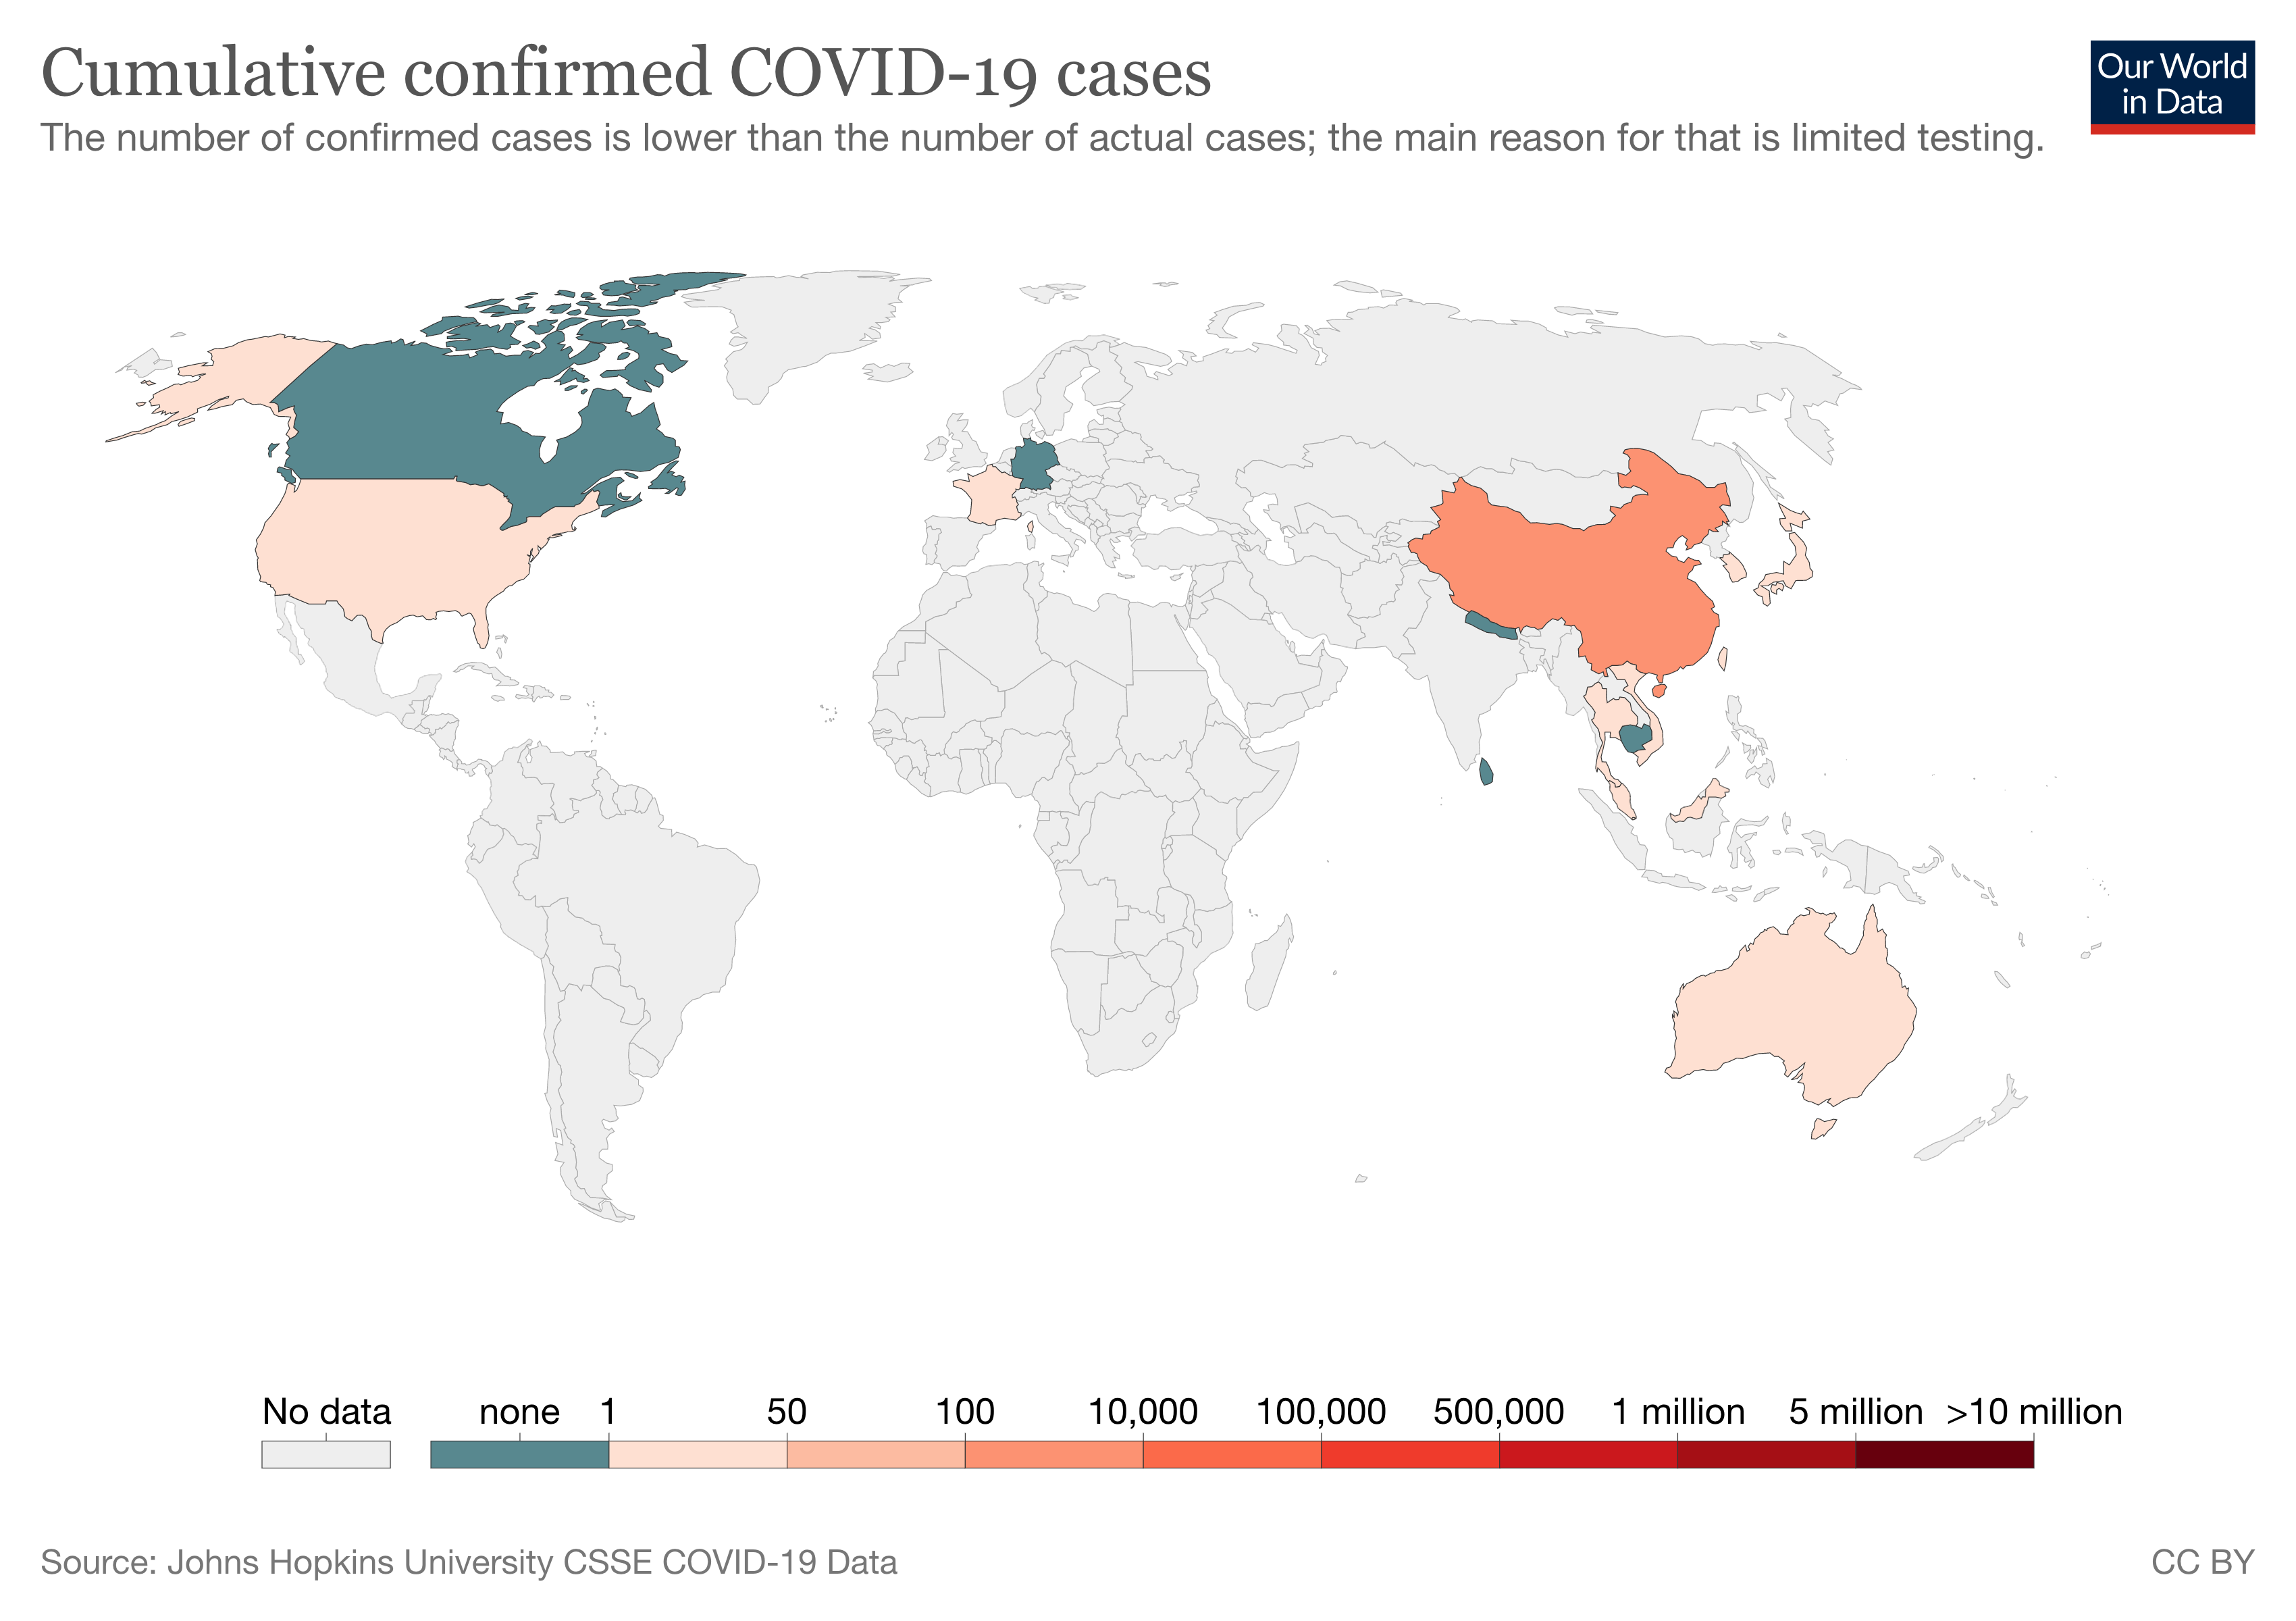 Cumulative confirmed COVID-19 cases
Our World
in Data
The number of confirmed cases is lower than the number of actual cases; the main reason for that is limited testing.
No data none 1 50 100 10,000 100,000 500,000 1 million 5 million >10 million
Source: Johns Hopkins University CSSE COVID-19 Data
CC BY